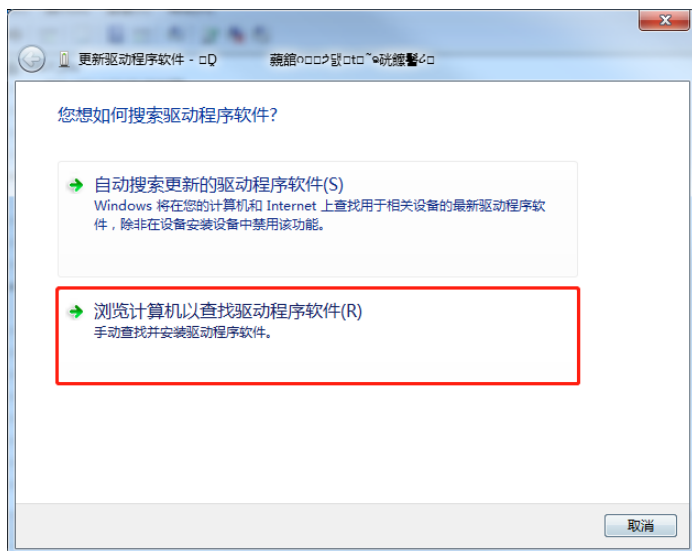 更新驱动程序软件 -
您想如何搜索驱动程序软件?
自动搜索更新的驱动程序软件(S)
Windows 将在您的计算机和 Internet 上查找用于相关设备的最新驱动程序软
件，除非在设备安装设备中禁用该功能。
浏览计算机以查找驱动程序软件(R)
手动查找并安装驱动程序软件。
取消